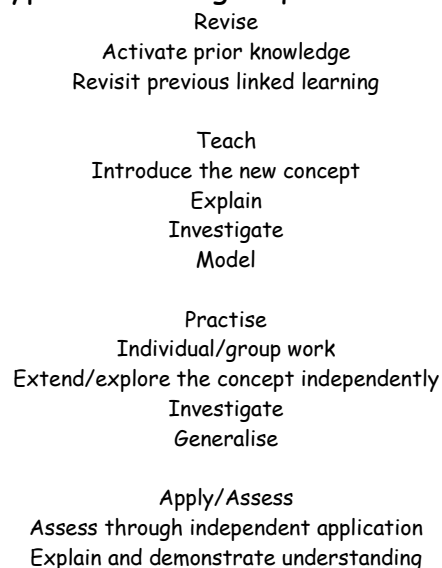 Revise
Activate prior knowledge
Revisit previous linked learning
Teach
Introduce the new concept
Explain
Investigate
Model
Practise
Individual/group work
Extend/explore the concept independently
Investigate
Generalise
Apply/Assess
Assess through independent application
Explain and demonstrate understanding